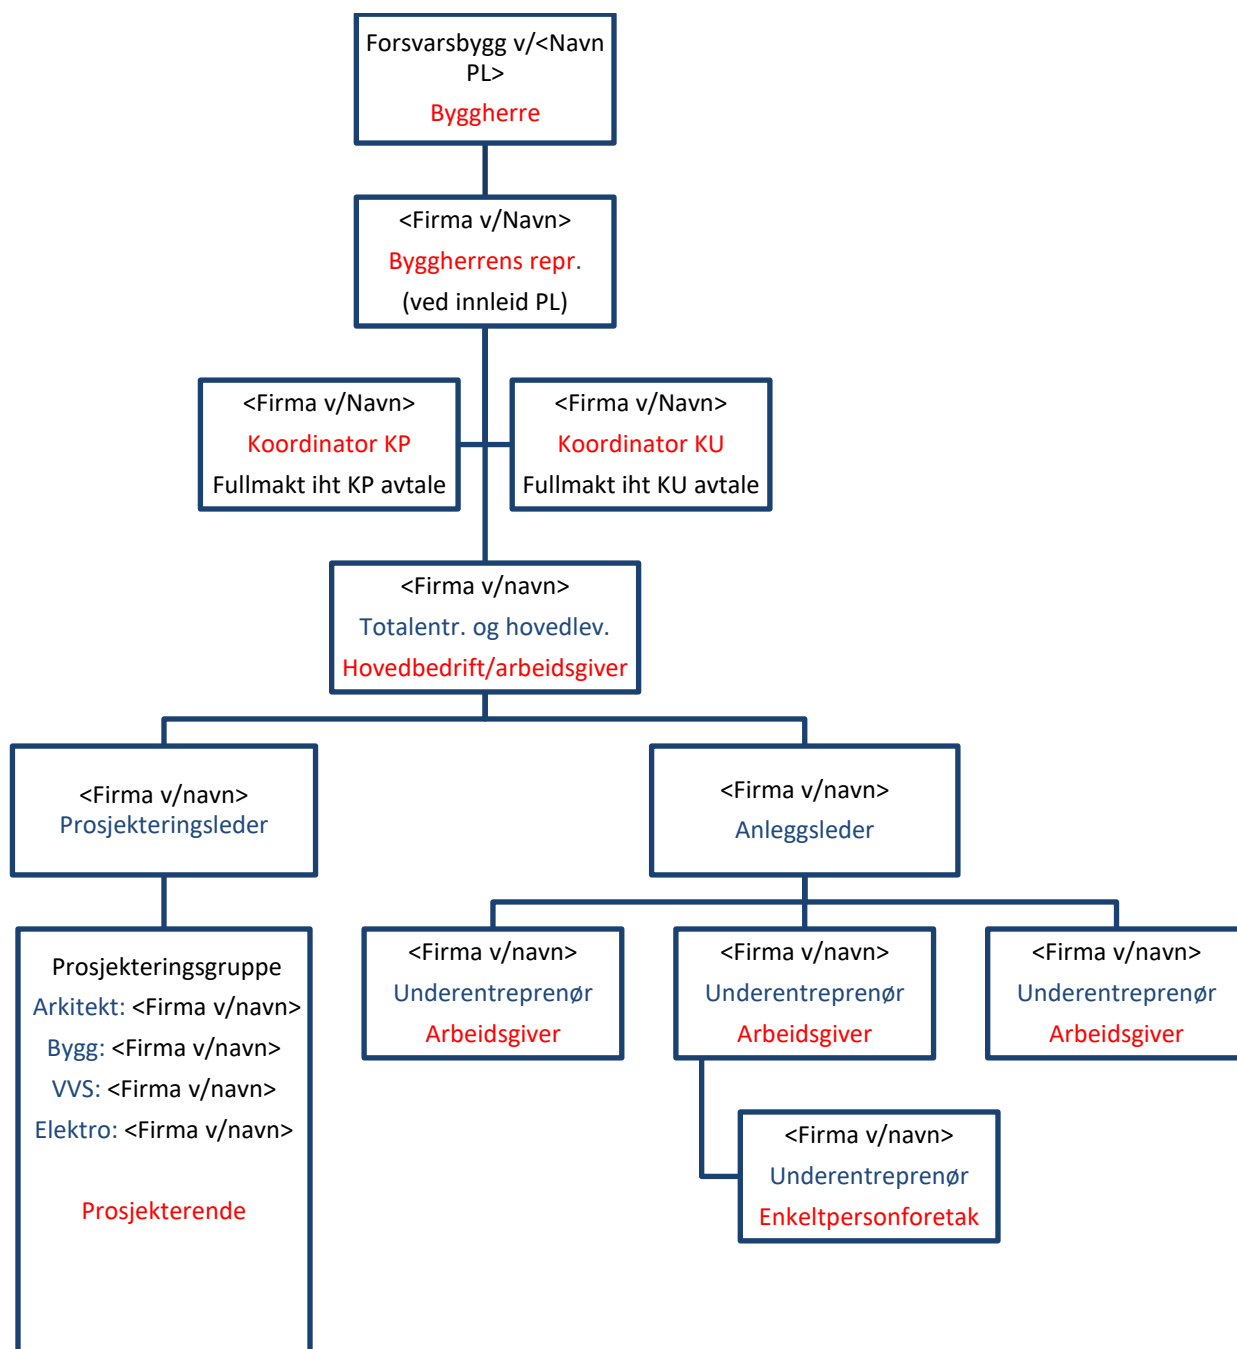 Forsvarsbygg v/<Navn
PL>
Byggherre
<Firma v/Navn>
Byggherrens repr.
(ved innleid PL)
<Firma v/Navn>
Koordinator KP
Fullmakt iht KP avtale
<Firma v/Navn>
Koordinator KU
Fullmakt iht KU avtale
<Firma v/navn>
Totalentr. og hovedlev.
Hovedbedrift/arbeidsgiver
<Firma v/navn>
Prosjekteringsleder
<Firma v/navn>
Anleggsleder
Prosjekteringsgruppe
Arkitekt: <Firma v/navn>
Bygg: <Firma v/navn>
VVS: <Firma v/navn>
Elektro: <Firma v/navn>
Prosjekterende
<Firma v/navn>
Underentreprenør
Arbeidsgiver
<Firma v/navn>
Underentreprenør
Arbeidsgiver
<Firma v/navn>
Underentreprenør
Arbeidsgiver
<Firma v/navn>
Underentreprenør
Enkeltpersonforetak